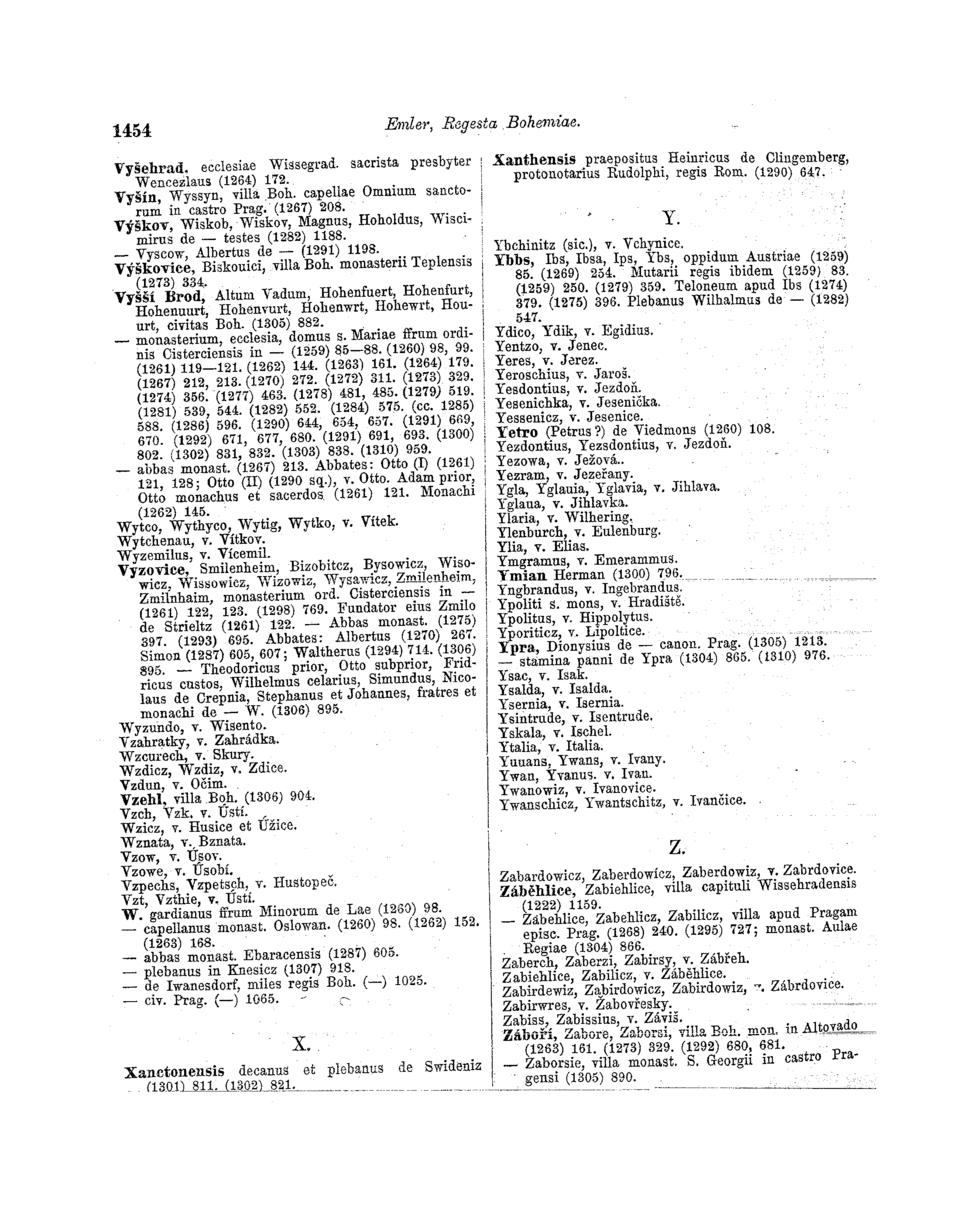 1454
Emler, Regesta Bohemiae.
Vyšehrad. ecclesiae Wissegrad. sacrista presbyter
Wencezlaus (1264) 172.
Vyšín, Wyssyn, villa Boh. capellae Omnium sancto-
rum in castro Prag. (1267) 208.
Výškov, Wiskob, Wiskov, Magnus, Hoholdus, Wisci-
mirus de — testes (1282) 1188.
— Vyscow, Albertus de — (1291) 1198.
Výškovice, Biskouici, villa Boh. monasterii Teplensis
(1273) 334.
Vyšší Brod, Altum Vadum, Hohenfuert, Hohenfurt,
Hohenuurt, Hohenvurt, Hohenwrt, Hohewrt, Hou-
urt, civitas Boh. (1305) 882.
— monasterium, ecclesia, domus s. Mariae ffrum ordi-
nis Cisterciensis in — (1259) 85—88. (1260) 98, 99.
(1261) 119—121. (1262) 144. (1263) 161. (1264) 179.
(1267) 212, 213. (1270) 272. (1272) 311. (1273) 329.
(1274) 356. (1277) 463. (1278) 481, 485. (1279) 519.
(1281) 539, 544. (1282) 552. (1284) 575. (cc. 1285)
588. (1286) 596. (1290) 644, 654, 657. (1291) 669,
670. (1292) 671, 677, 680. (1291) 691, 693. (1300)
802. (1302) 831, 832. (1303) 838. (1310) 959.
— abbas monast. (1267) 213. Abbates: Otto (I) (1261)
121, 128; Otto (II) (1290 sq.), v. Otto. Adam prior,
Otto monachus et sacerdos (1261) 121. Monachi
(1262) 145.
Wytco, Wythyco, Wytig, Wytko, v. Vítek.
Wytchenau, v. Vítkov.
Wyzemilus, v. Vícemil.
Vyzovice, Smilenheim, Bizobitcz, Bysowicz, Wiso-
wicz, Wissowicz, Wizowiz, Wysawicz, Zmilenheim,
Zmilnhaim, monasterium ord. Cisterciensis in —
(1261) 122, 123. (1298) 769. Fundator eius Zmilo
de Strieltz (1261) 122. — Abbas monast. (1275)
397. (1293) 695. Abbates: Albertus (1270) 267.
Simon (1287) 605, 607; Waltherus (1294) 714. (1306)
895. — Theodoricus prior, Otto subprior, Frid-
ricus custos, Wilhelmus celarius, Simundus, Nico-
laus de Crepnia, Stephanus et Johannes, fratres et
monachi de — W. (1306) 895.
Wyzundo, v. Wisento.
Vzahratky, v. Zahrádka.
Wzcurech, v. Skury.
Wzdicz, Wzdiz, v. Zdice.
Vzdun, v. Očim.
Vzehl, villa Boh. (1306) 904.
Vzch, Vzk. v. Ústí.
Wzicz, v. Husice et Úžice.
Wznata, v. Bznata.
Vzow, v. Úsov.
Vzowe, v. Úsobí.
Vzpechs, Vzpetsch, v. Hustopeč.
Vzt, Vzthie, v. Ústí.
W. gardianus ffrum Minorum de Lae (1260) 98.
— capellanus monast. Oslowan. (1260) 98. (1262) 152.
(1263) 168.
— abbas monast. Ebaracensis (1287) 605.
— plebanus in Knesicz (1307) 918.
— de Iwanesdorf, miles regis Boh. (—) 1025.
— civ. Prag. (—) 1065.
X.
Xanctonensis decanus et plebanus de Swideniz
(1301) 811. (1302) 821.
Xanthensis praepositus Heinricus de Clingemberg,
protonotarius Rudolphi, regis Rom. (1290) 647.
Y.
Ybchinitz (sic.), v. Vchynice.
Ybbs, Ibs, Ibsa, Ips, Ybs, oppidum Austriae (1259)
85. (1269) 254. Mutarii regis ibidem (1259) 83.
(1259) 250. (1279) 359. Teloneum apud Ibs (1274)
379. (1275) 396. Plebanus Wilhalmus de — (1282)
547.
Ydico, Ydik, v. Egidius.
Yentzo, v. Jenec.
Yeres, v. Jerez.
Yeroschius, v. Jaroš.
Yesdontius, v. Jezdoň.
Yesenichka, v. Jesenička.
Yessenicz, v. Jesenice.
Yetro (Petrus?) de Viedmons (1260) 108.
Yezdontius, Yezsdontius, v. Jezdoň.
Yezowa, v. Ježová..
Yezram, v. Jezeřany.
Ygla, Yglauia, Yglavia, v. Jihlava.
Yglaua, v. Jihlavka.
Ylaria, v. Wilhering.
Ylenburch, v. Eulenburg.
Ylia, v. Elias.
Ymgramus, v. Emerammus.
Ymian Herman (1300) 796.
Yngbrandus, v. Ingebrandus.
Ypoliti s. mons, v. Hradiště.
Ypolitus, v. Hippolytus.
Yporiticz, v. Lipoltice.
Ypra, Dionysius de — canon. Prag. (1305) 1213.
— stamina panni de Ypra (1304) 865. (1310) 976.
Ysac, v. Isak.
Ysalda, v. Isalda.
Ysernia, v. Isernia.
Ysintrude, v. Isentrude.
Yskala, v. Ischel.
Ytalia, v. Italia.
Yuuans, Ywans, v. Ivany.
Ywan, Yvanus. v. Ivan.
Ywanowiz, v. Ivanovice.
Ywanschicz, Ywantschitz, v. Ivančice.
Z.
Zabardowicz, Zaberdowicz, Zaberdowiz, v. Zabrdovice.
Záběhlice, Zabiehlice, villa capituli Wissehradensis
(1222) 1159.
— Zábehlice, Zabehlicz, Zabilicz, villa apud Pragam
episc. Prag. (1268) 240. (1295) 727; monast. Aulae
Regiae (1304) 866.
Zaberch, Zaberzi, Zabirsy, v. Zábřeh.
Zabiehlice, Zabilicz, v. Záběhlice.
Zabirdewiz, Zabirdowicz, Zabirdowiz, v. Zábrdovice.
Zabirwres, v. Žabovřesky.
Zabiss, Zabissius, v. Záviš.
Záboří, Zabore, Zaborsi, villa Boh. mon. in Altovado
(1263) 161. (1273) 329. (1292) 680, 681.
— Zaborsie, villa monast. S. Georgii in castro Pra-
gensi (1305) 890.